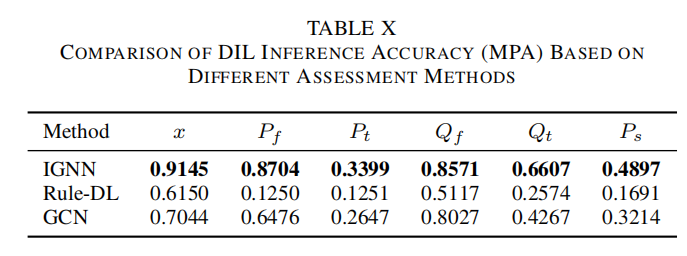 TABLE X
COMPARISON OF DIL INFERENCE ACCURACY (MPA) BASED ON
DIFFERENT ASSESSMENT METHODS
Method x P_f P_t Q_f Q_t P_s
IGNN 0.9145 0.8704 0.3399 0.8571 0.6607 0.4897
Rule-DL 0.6150 0.1250 0.1251 0.5117 0.2574 0.1691
GCN 0.7044 0.6476 0.2647 0.8027 0.4267 0.3214